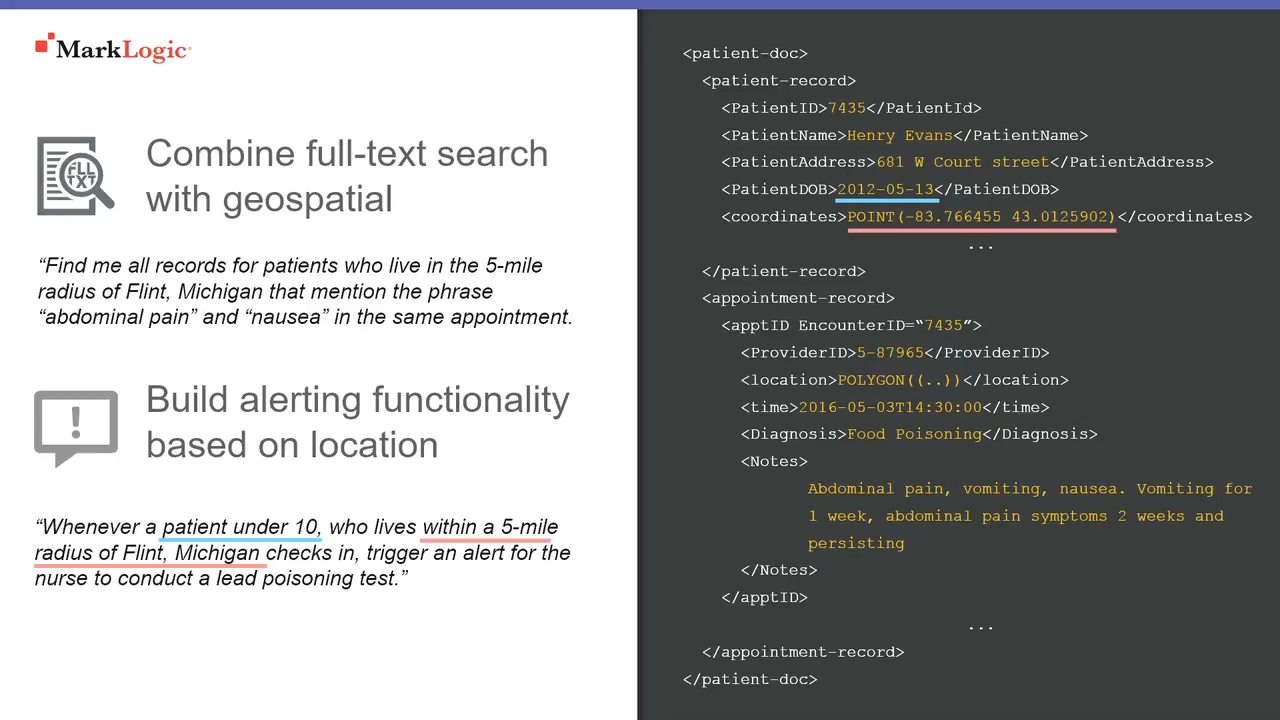 MarkLogic
FLL
TXT
Combine full-text search
with geospatial
“Find me all records for patients who live in the 5-mile
radius of Flint, Michigan that mention the phrase
“abdominal pain” and “nausea” in the same appointment.
!
Build alerting functionality
based on location
“Whenever a patient under 10, who lives within a 5-mile
radius of Flint, Michigan checks in, trigger an alert for the
nurse to conduct a lead poisoning test.”
<patient-doc>
<patient-record>
<PatientID>7435</PatientId>
<PatientName>Henry Evans</PatientName>
<PatientAddress>681 W Court street</PatientAddress>
<PatientDOB>2012-05-13</PatientDOB>
<coordinates>POINT(-83.766455 43.0125902)</coordinates>
...
</patient-record>
<appointment-record>
<apptID EncounterID=“7435”>
<ProviderID>5-87965</ProviderID>
<location>POLYGON((..))</location>
<time>2016-05-03T14:30:00</time>
<Diagnosis>Food Poisoning</Diagnosis>
<Notes>
Abdominal pain, vomiting, nausea. Vomiting for
1 week, abdominal pain symptoms 2 weeks and
persisting
</Notes>
</apptID>
...
</appointment-record>
</patient-doc>